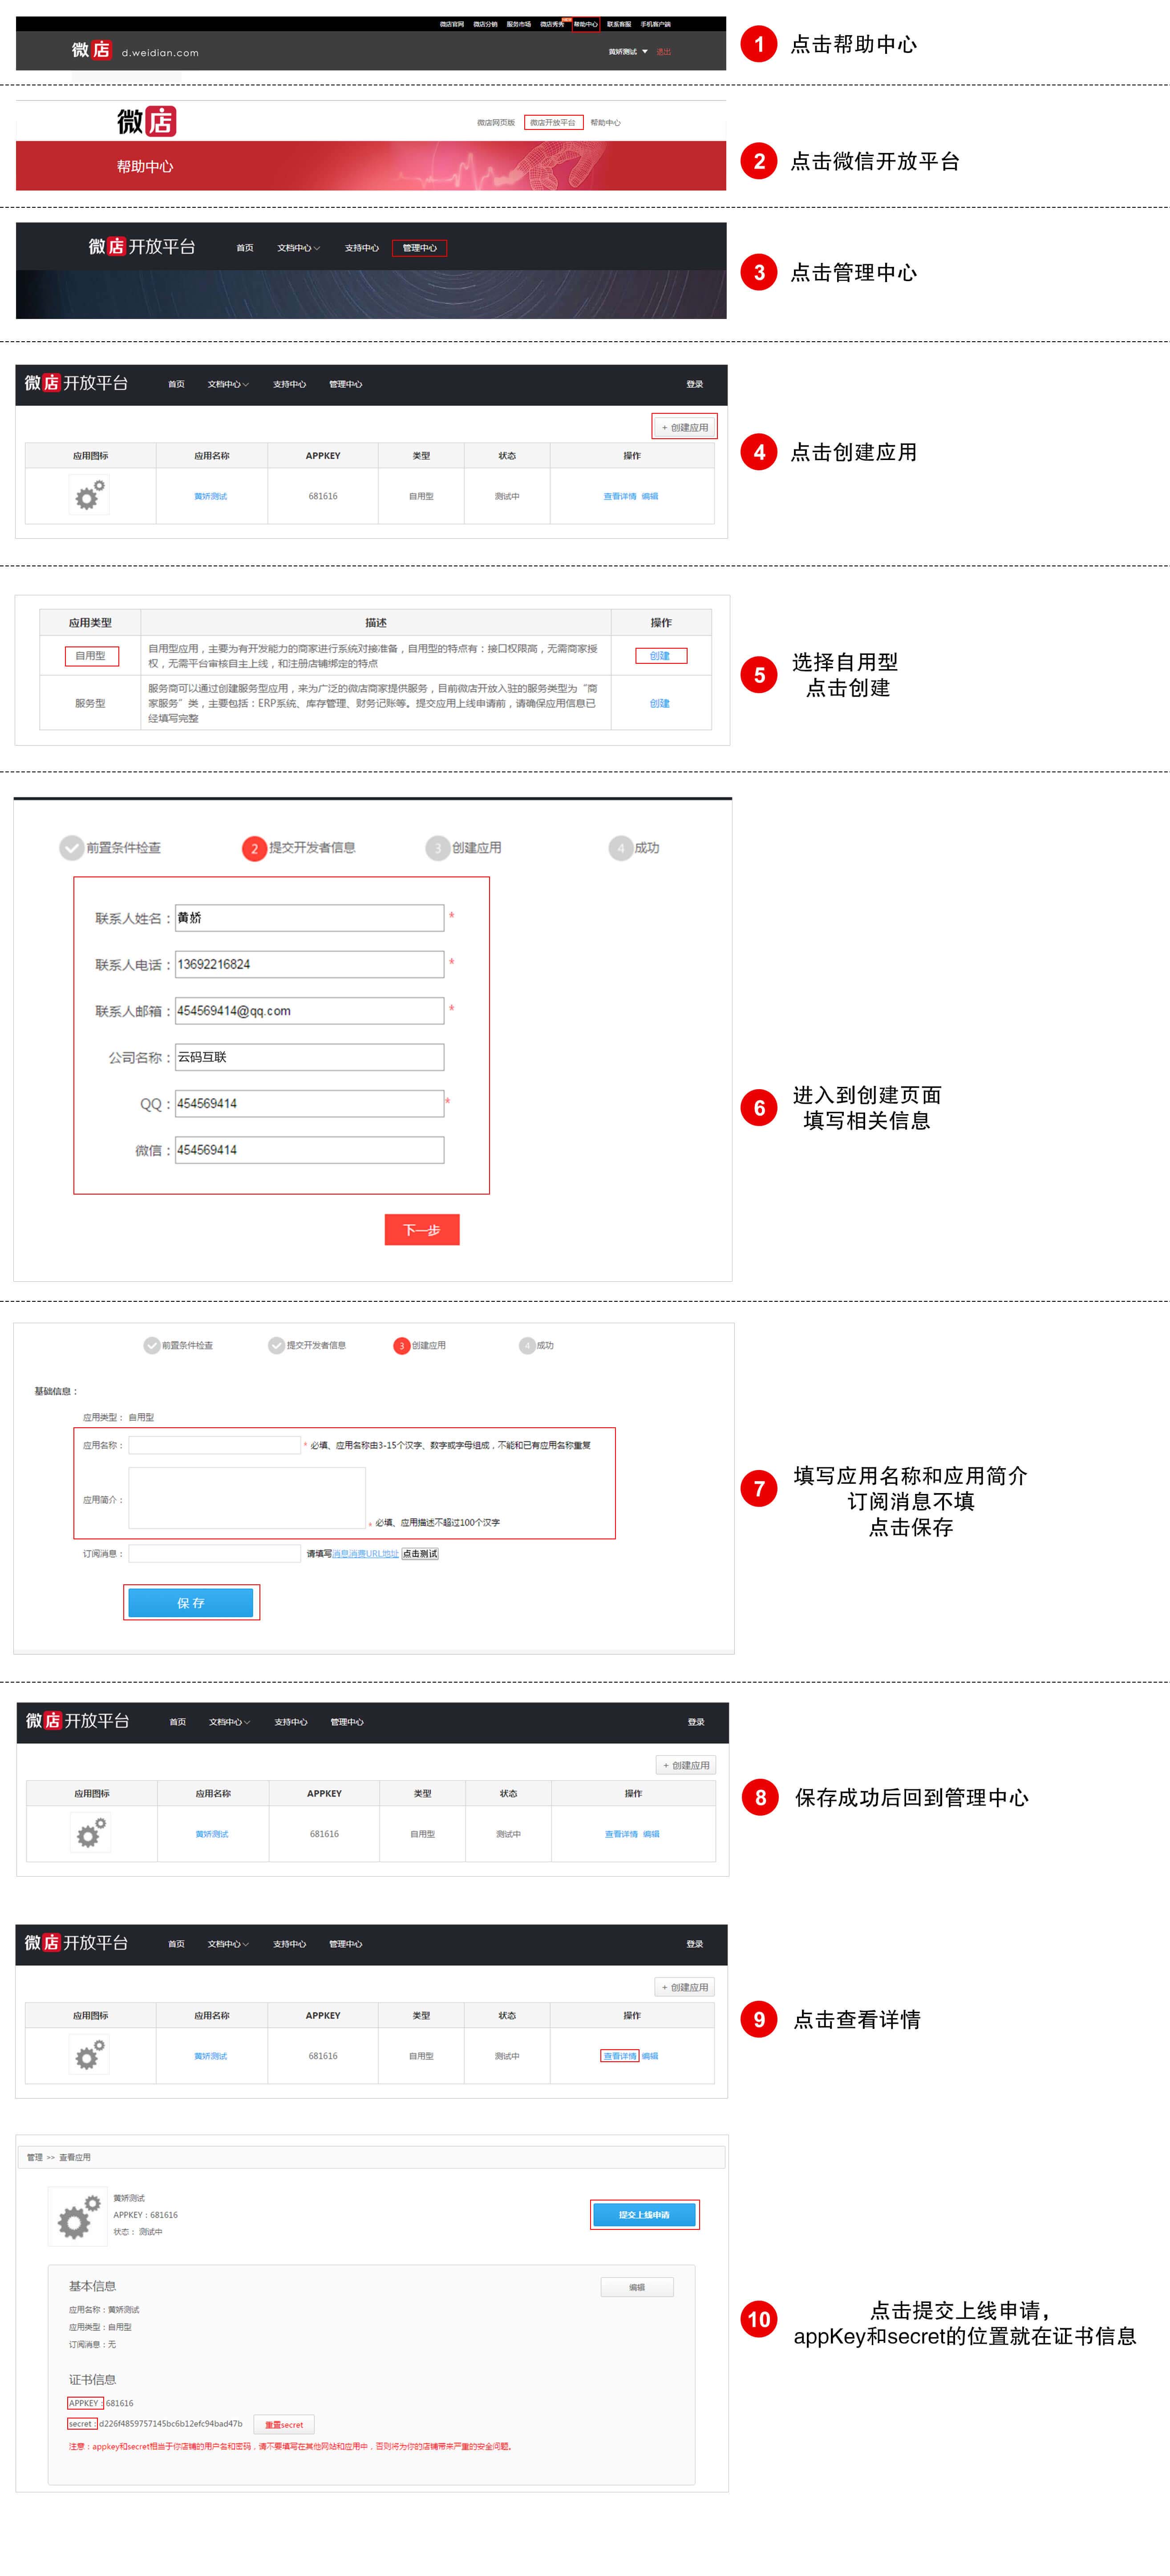 微店官网 微店分销 服务市场 微店秀秀 帮助中心 联系客服 手机客户端
微店 d.weidian.com 黄娇测试 退出
1 点击帮助中心
微店 微店网页版 微店开放平台 帮助中心
帮助中心
2 点击微信开放平台
微店开放平台 首页 文档中心 支持中心 管理中心
3 点击管理中心
微店开放平台 首页 文档中心 支持中心 管理中心 登录
+ 创建应用
应用图标 应用名称 APPKEY 类型 状态 操作
黄娇测试 681616 自用型 测试中 查看详情 编辑
4 点击创建应用
应用类型 描述 操作
自用型 自用型应用，主要为有开发能力的商家进行系统对接准备，自用型的特点有：接口权限高，无需商家授
权，无需平台审核自主上线，和注册店铺绑定的特点 创建
服务型 服务商可以通过创建服务型应用，来为广泛的微店商家提供服务，目前微店开放入驻的服务类型为“商
家服务”类，主要包括：ERP系统、库存管理、财务记账等。提交应用上线申请前，请确保应用信息已
经填写完整 创建
5 选择自用型
点击创建
前置条件检查 2 提交开发者信息 3 创建应用 4 成功
联系人姓名：黄娇 *
联系人电话：13692216824 *
联系人邮箱：454569414@qq.com *
公司名称：云码互联
QQ：454569414 *
微信：454569414
下一步
6 进入到创建页面
填写相关信息
前置条件检查 提交开发者信息 3 创建应用 4 成功
基础信息：
应用类型： 自用型
应用名称： * 必填、应用名称由3-15个汉字、数字或字母组成，不能和已有应用名称重复
应用简介： * 必填、应用描述不超过100个汉字
订阅消息： 请填写消息消费URL地址 点击测试
保 存
7 填写应用名称和应用简介
订阅消息不填
点击保存
微店开放平台 首页 文档中心 支持中心 管理中心 登录
+ 创建应用
应用图标 应用名称 APPKEY 类型 状态 操作
黄娇测试 681616 自用型 测试中 查看详情 编辑
8 保存成功后回到管理中心
微店开放平台 首页 文档中心 支持中心 管理中心 登录
+ 创建应用
应用图标 应用名称 APPKEY 类型 状态 操作
黄娇测试 681616 自用型 测试中 查看详情 编辑
9 点击查看详情
管理 >> 查看应用
黄娇测试
APPKEY：681616
状态： 测试中
提交上线申请
基本信息 编辑
应用名称：黄娇测试
应用类型：自用型
订阅消息：无
证书信息
APPKEY：681616
secret：d226f4859757145bc6b12efc94bad47b 重置secret
注意：appkey和secret相当于你店铺的用户名和密码，请不要填写在其他网站和应用中，否则将为你的店铺带来严重的安全问题。
10 点击提交上线申请，
appKey和secret的位置就在证书信息